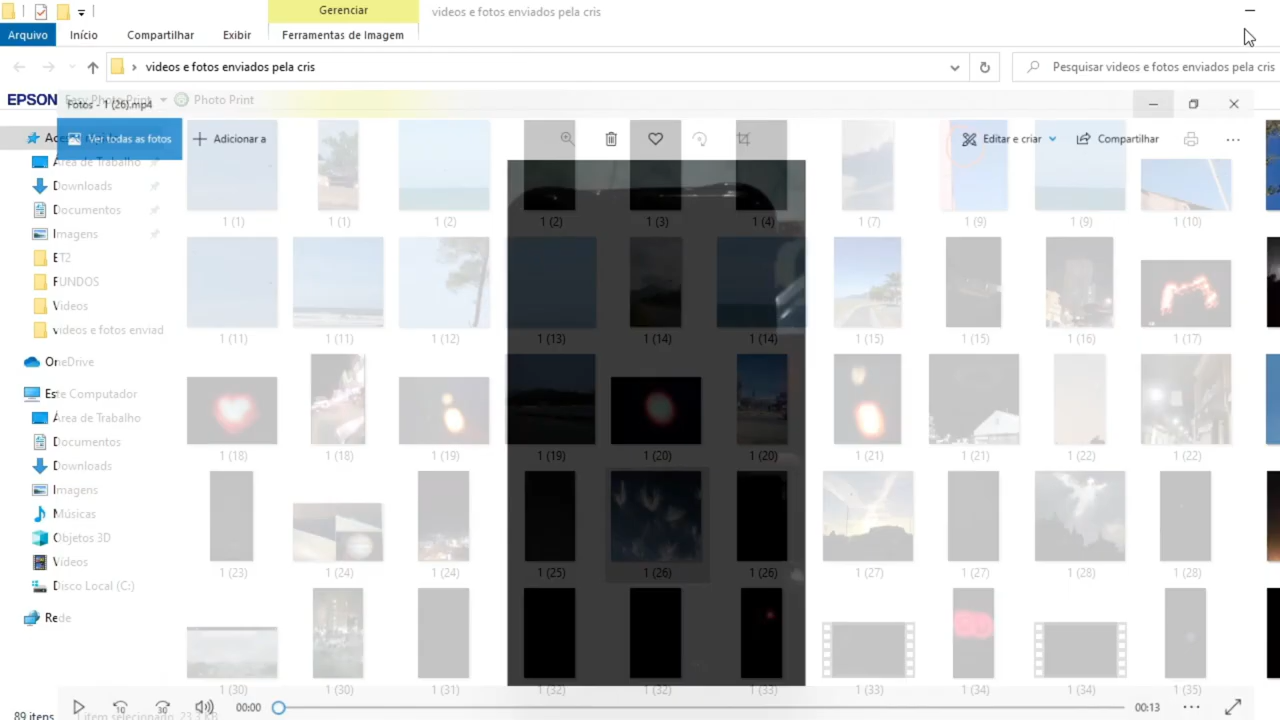 Gerenciar
videos e fotos enviados pela cris
Arquivo
Início
Compartilhar
Exibir
Ferramentas de Imagem
videos e fotos enviados pela cris
Pesquisar videos e fotos enviados pela cris
EPSON Easy Photo Print
Photo Print
Fotos - 1 (26).mp4
Ver todas as fotos
Adicionar a
Editar e criar
Compartilhar
Área de Trabalho
Downloads
Documentos
Imagens
ET2
FUNDOS
Vídeos
videos e fotos enviad
OneDrive
Este Computador
Área de Trabalho
Documentos
Downloads
Imagens
Músicas
Objetos 3D
Vídeos
Disco Local (C:)
Rede
1 (1)
1 (1)
1 (2)
1 (2)
1 (3)
1 (4)
1 (7)
1 (9)
1 (9)
1 (10)
1 (11)
1 (11)
1 (12)
1 (13)
1 (14)
1 (14)
1 (15)
1 (15)
1 (16)
1 (17)
1 (18)
1 (18)
1 (19)
1 (19)
1 (20)
1 (20)
1 (21)
1 (21)
1 (22)
1 (22)
1 (23)
1 (24)
1 (24)
1 (25)
1 (26)
1 (26)
1 (27)
1 (27)
1 (28)
1 (28)
1 (30)
1 (30)
1 (31)
1 (32)
1 (32)
1 (33)
1 (33)
1 (34)
1 (34)
1 (35)
10
30
00:00
00:13
89 itens
1 item selecionado